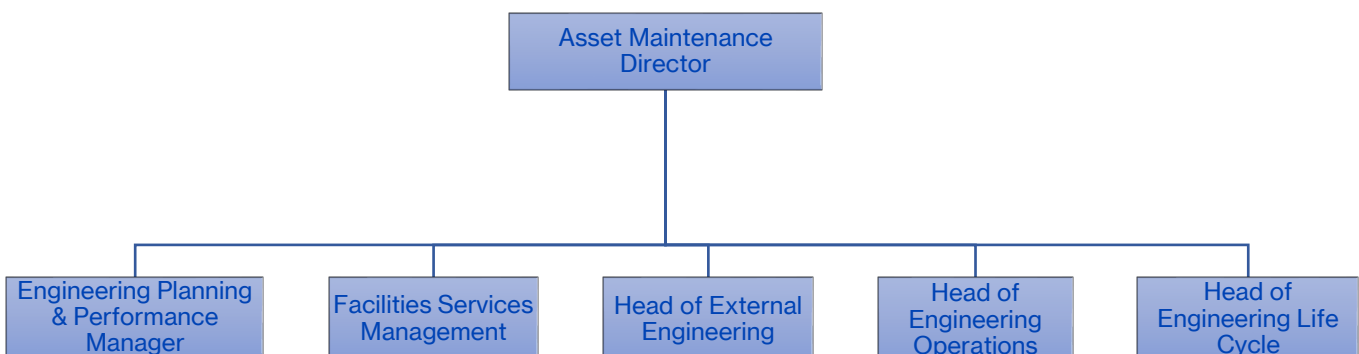 Asset Maintenance
Director
Engineering Planning
& Performance
Manager
Facilities Services
Management
Head of External
Engineering
Head of
Engineering
Operations
Head of
Engineering Life
Cycle